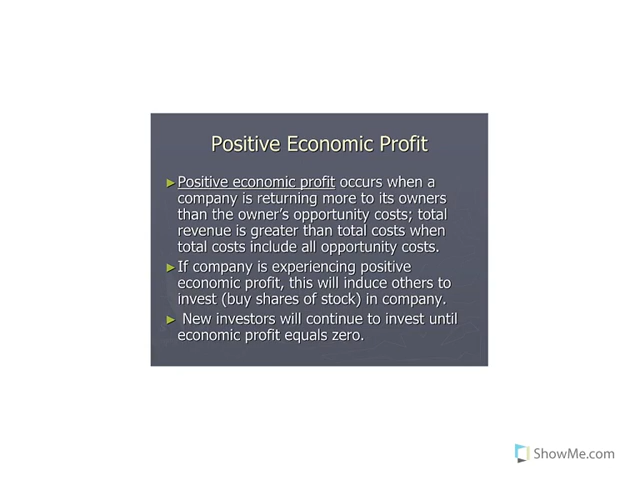 Positive Economic Profit
► Positive economic profit occurs when a
company is returning more to its owners
than the owner's opportunity costs; total
revenue is greater than total costs when
total costs include all opportunity costs.
► If company is experiencing positive
economic profit, this will induce others to
invest (buy shares of stock) in company.
► New investors will continue to invest until
economic profit equals zero.
ShowMe.com